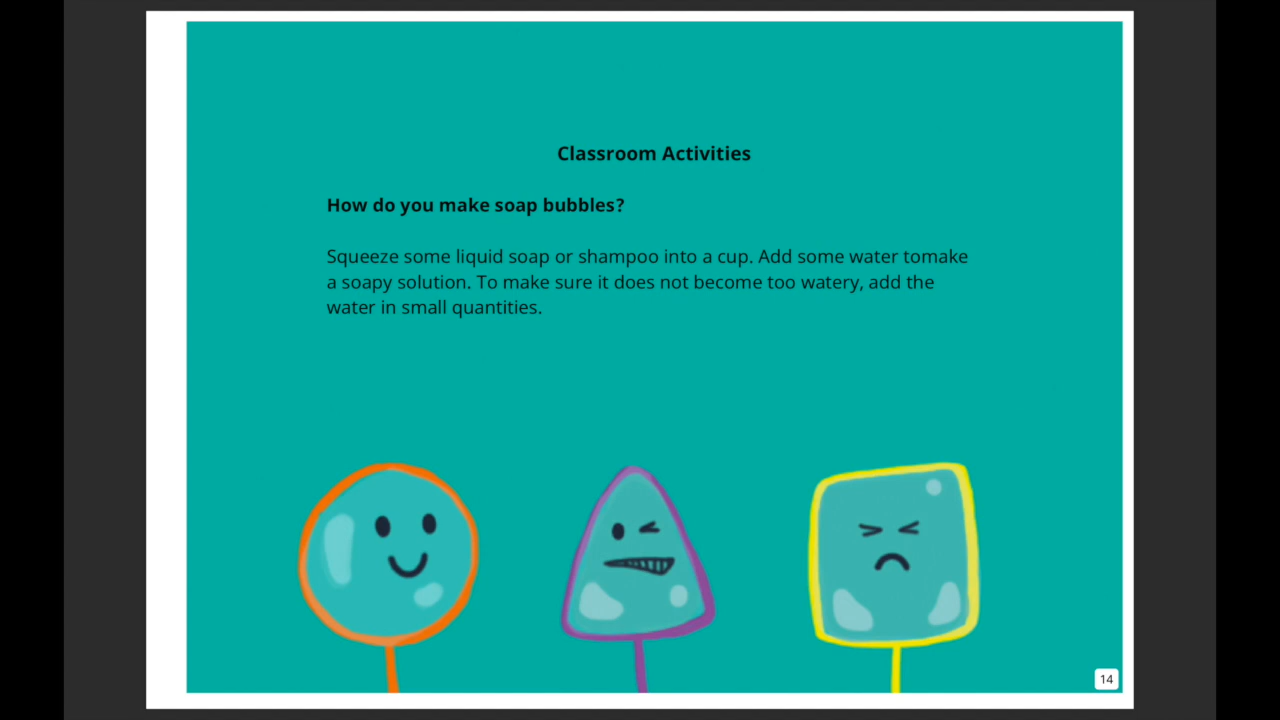 Classroom Activities
How do you make soap bubbles?
Squeeze some liquid soap or shampoo into a cup. Add some water tomake
a soapy solution. To make sure it does not become too watery, add the
water in small quantities.
14